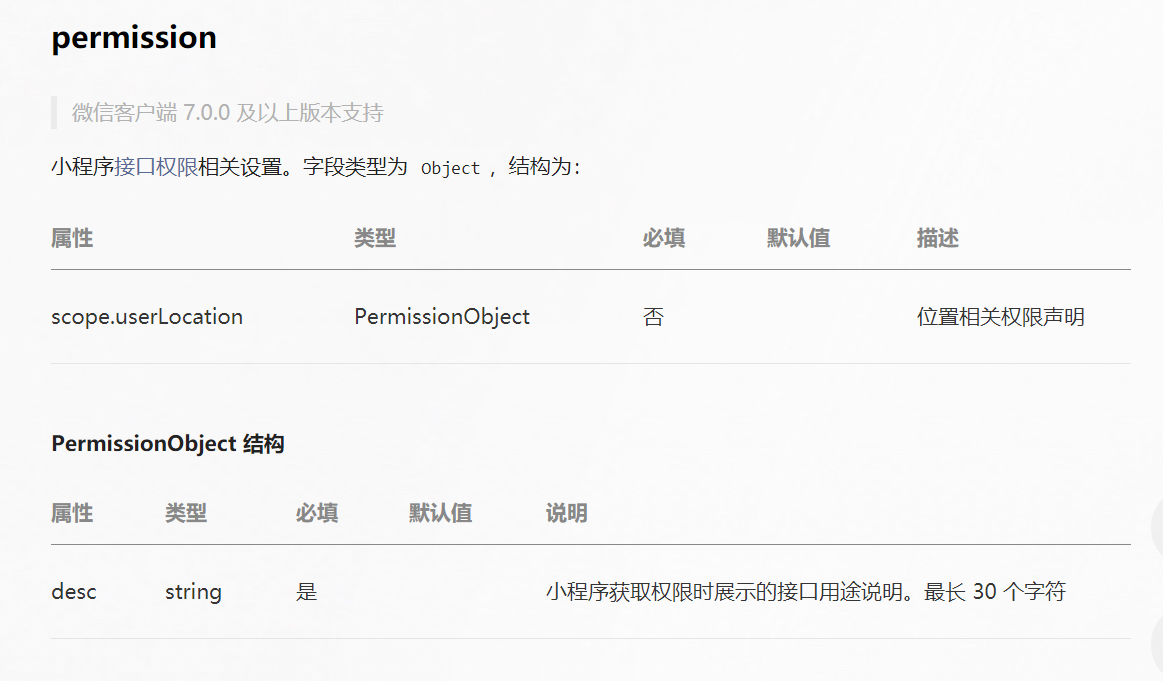 permission
微信客户端 7.0.0 及以上版本支持
小程序接口权限相关设置。字段类型为 Object ，结构为：
属性 类型 必填 默认值 描述
scope.userLocation PermissionObject 否 位置相关权限声明
PermissionObject 结构
属性 类型 必填 默认值 说明
desc string 是 小程序获取权限时展示的接口用途说明。最长 30 个字符